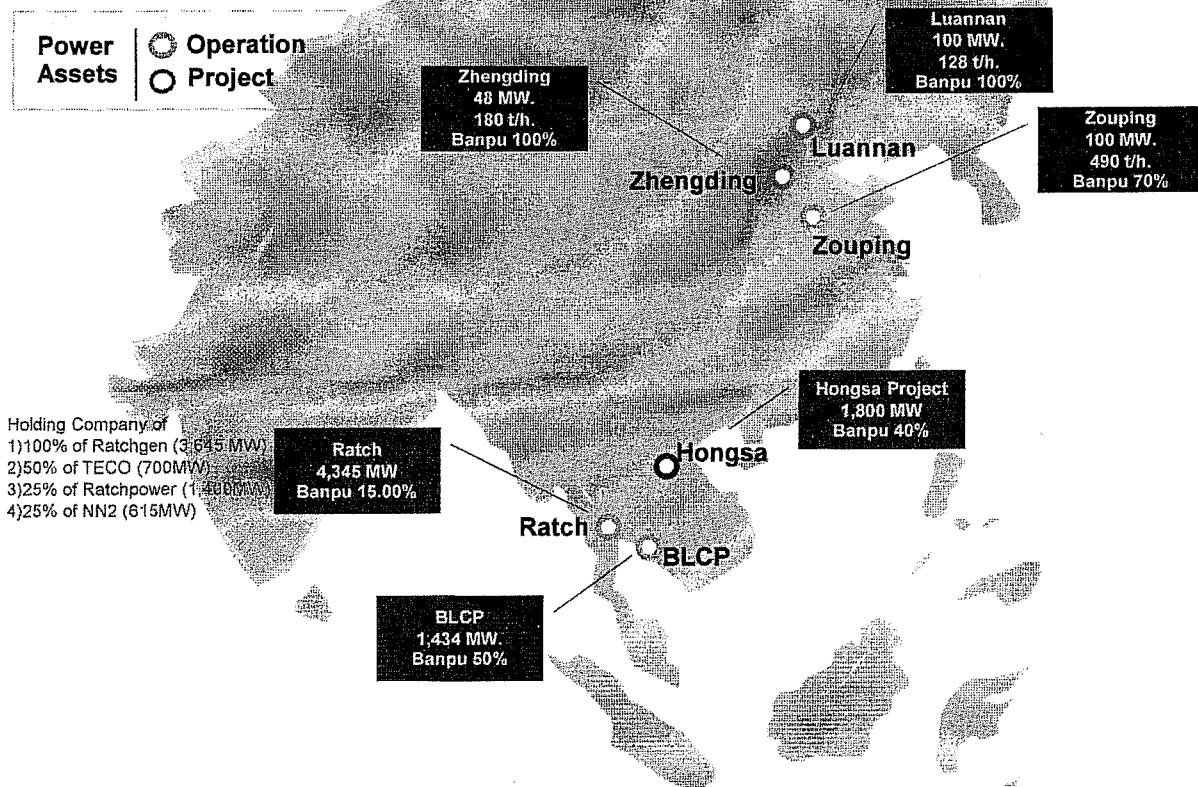 Power
Assets
Operation
Project
Luannan
100 MW.
128 t/h.
Banpu 100%
Zhengding
48 MW.
180 t/h.
Banpu 100%
Zouping
100 MW.
490 t/h.
Banpu 70%
Luannan
Zhengding
Zouping
Hongsa Project
1,800 MW
Banpu 40%
Holding Company of
1)100% of Ratchgen (3,645 MW)
2)50% of TECO (700MW)
3)25% of Ratchpower (1,400MW)
4)25% of NN2 (615MW)
Ratch
4,345 MW
Banpu 15.00%
Hongsa
Ratch
BLCP
BLCP
1,434 MW.
Banpu 50%